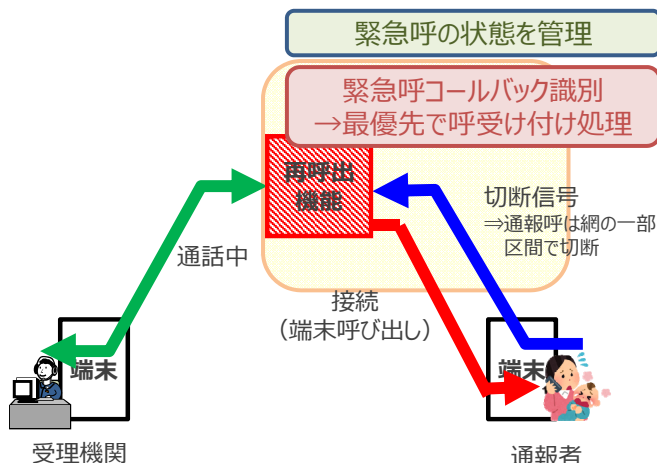 緊急呼の状態を管理
緊急呼コールバック識別
→最優先で呼受け付け処理
再呼出
機能
切断信号
⇒通報呼は網の一部
区間で切断
通話中
接続
（端末呼び出し）
端末
端末
受理機関
通報者